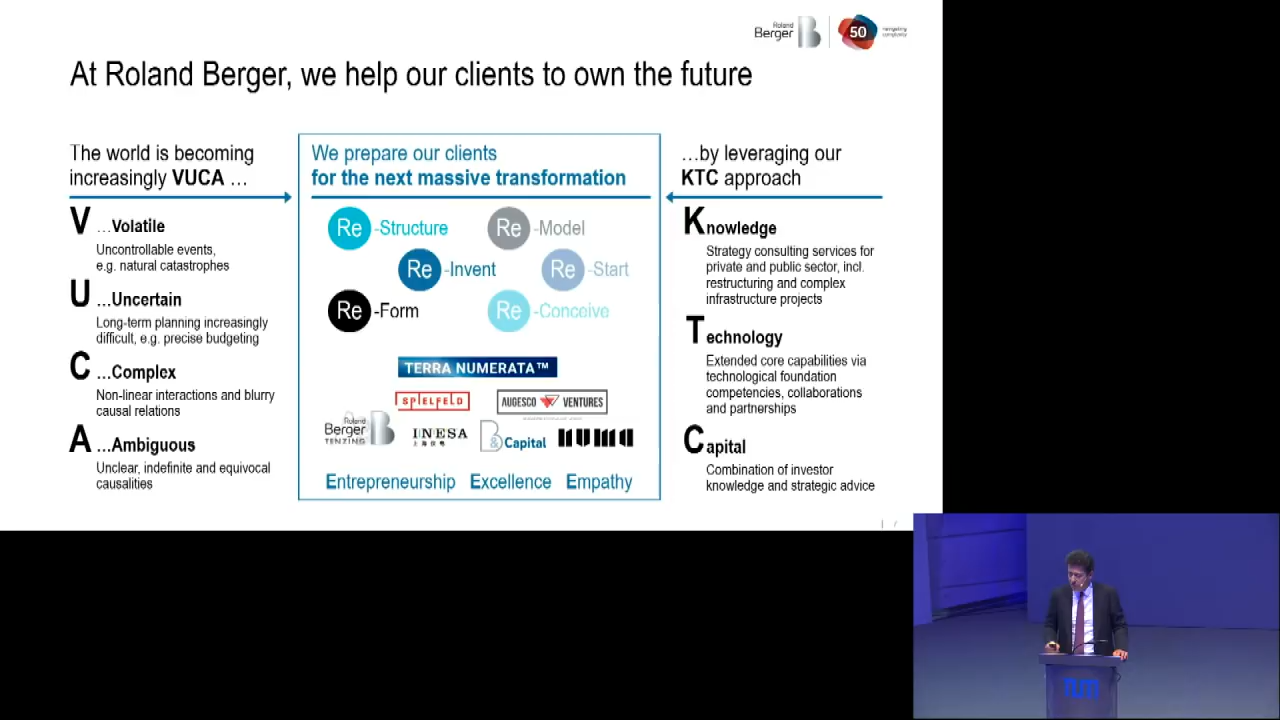 Roland
Berger
50
navigating
complexity
At Roland Berger, we help our clients to own the future
The world is becoming
increasingly VUCA …
V …Volatile
Uncontrollable events,
e.g. natural catastrophes
U …Uncertain
Long-term planning increasingly
difficult, e.g. precise budgeting
C …Complex
Non-linear interactions and blurry
causal relations
A …Ambiguous
Unclear, indefinite and equivocal
causalities
We prepare our clients
for the next massive transformation
Re-Structure
Re-Model
Re-Invent
Re-Start
Re-Form
Re-Conceive
TERRA NUMERATA™
SPIELFELD
AUGESCO VENTURES
Roland
Berger
TENZING
INESA
上海仪电
B& Capital
numa
Entrepreneurship Excellence Empathy
…by leveraging our
KTC approach
Knowledge
Strategy consulting services for
private and public sector, incl.
restructuring and complex
infrastructure projects
Technology
Extended core capabilities via
technological foundation
competencies, collaborations
and partnerships
Capital
Combination of investor
knowledge and strategic advice
TUM